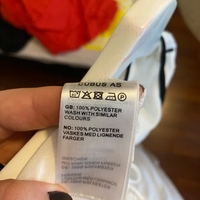 CUBUS AS
GB: 100% POLYESTER
WASH WITH SIMILAR
COLOURS
NO: 100% POLYESTER
VASKES MED LIGNENDE
FARGER